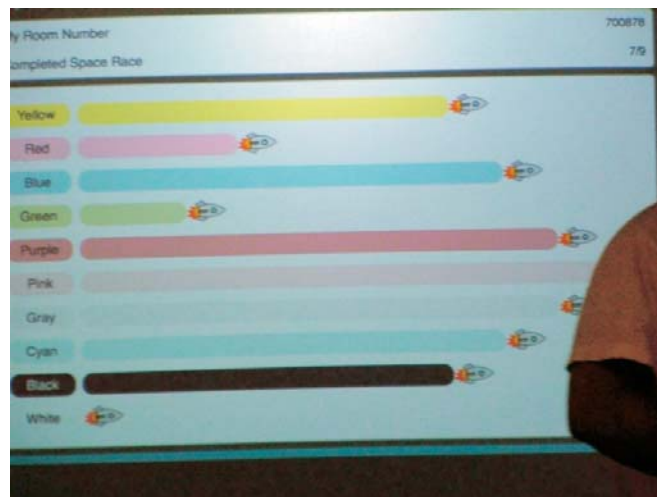 y Room Number
700878
ompleted Space Race
7/9
Yellow
Red
Blue
Green
Purple
Pink
Gray
Cyan
Black
White